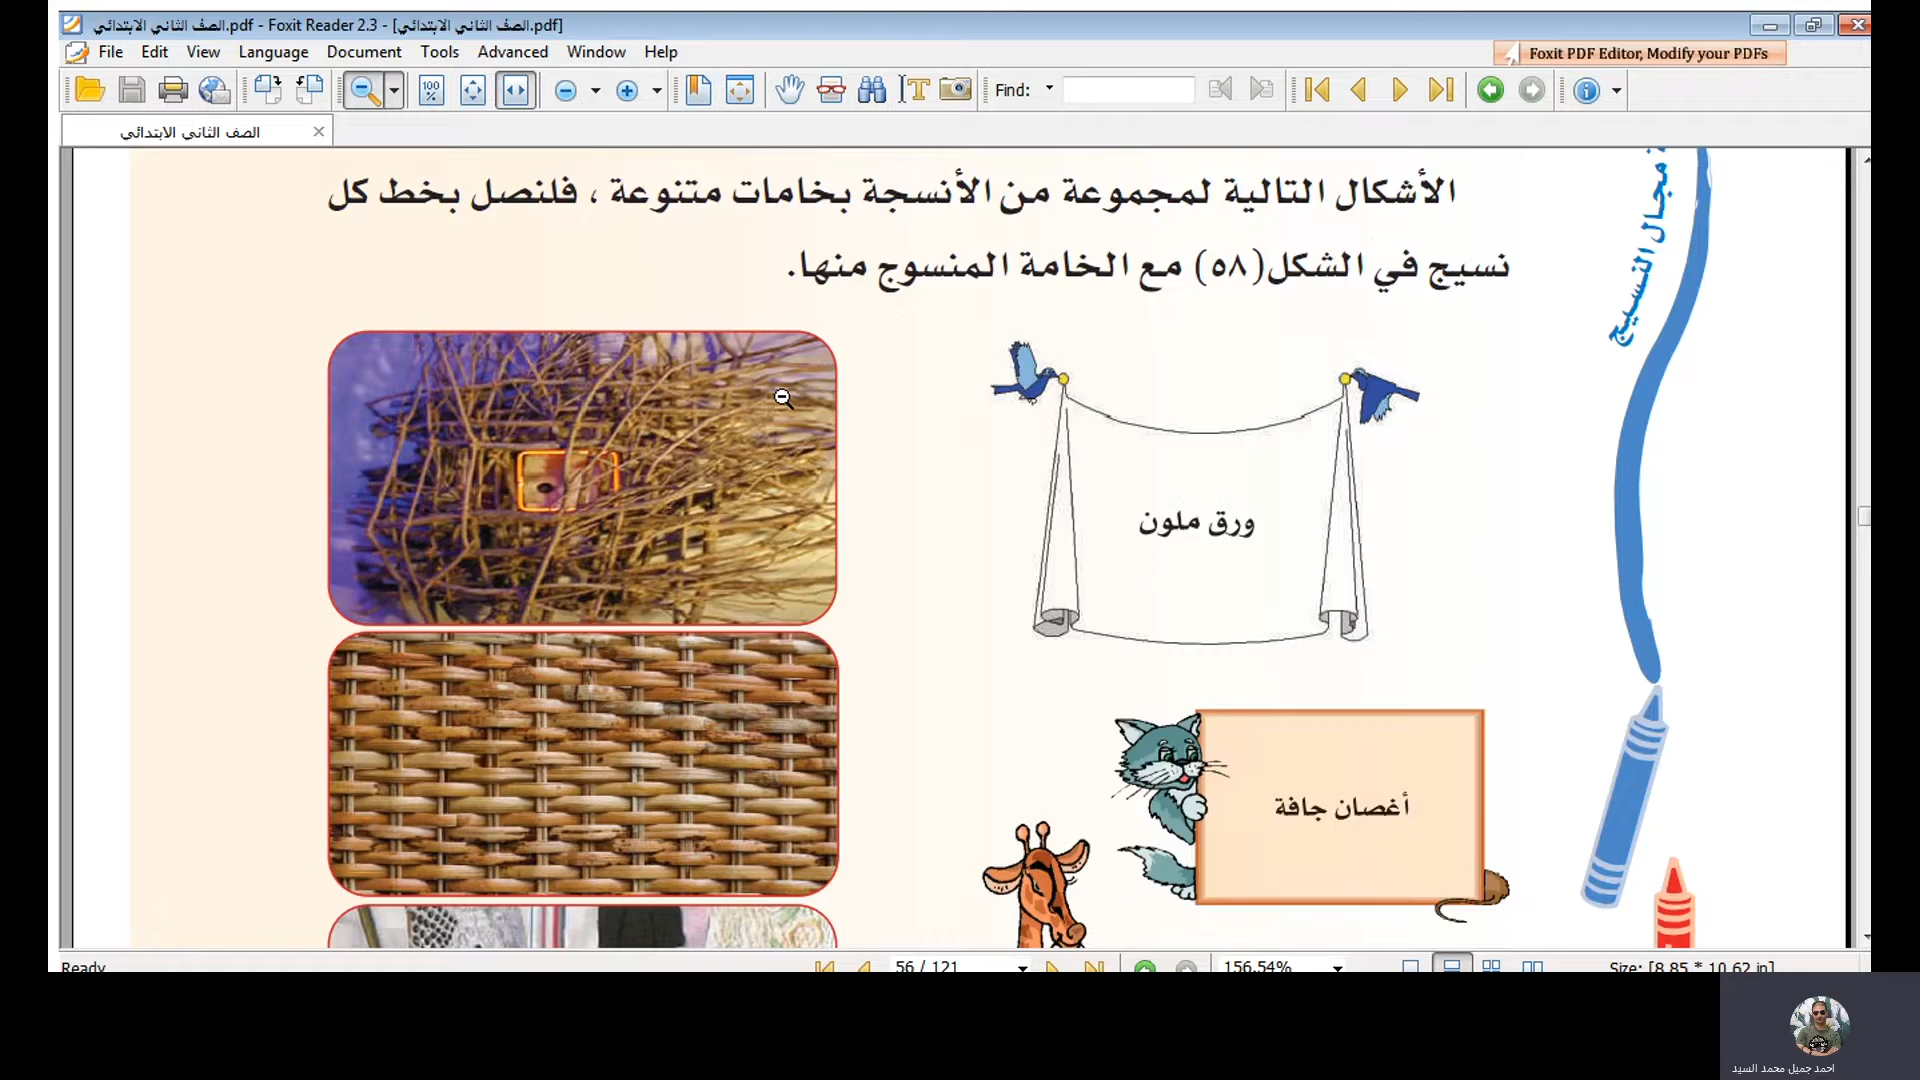 الصف الثاني الابتدائي.pdf - Foxit Reader 2.3 - [الصف الثاني الابتدائي.pdf]
File Edit View Language Document Tools Advanced Window Help
Foxit PDF Editor, Modify your PDFs
Find:
الصف الثاني الابتدائي
مجال النسيج
الأشكال التالية لمجموعة من الأنسجة بخامات متنوعة ، فلنصل بخط كل
نسيج في الشكل(٥٨) مع الخامة المنسوج منها.
ورق ملون
أغصان جافة
Ready 56 / 121 156.54% Size: [8.85 * 10.62 in]
احمد جميل محمد السيد